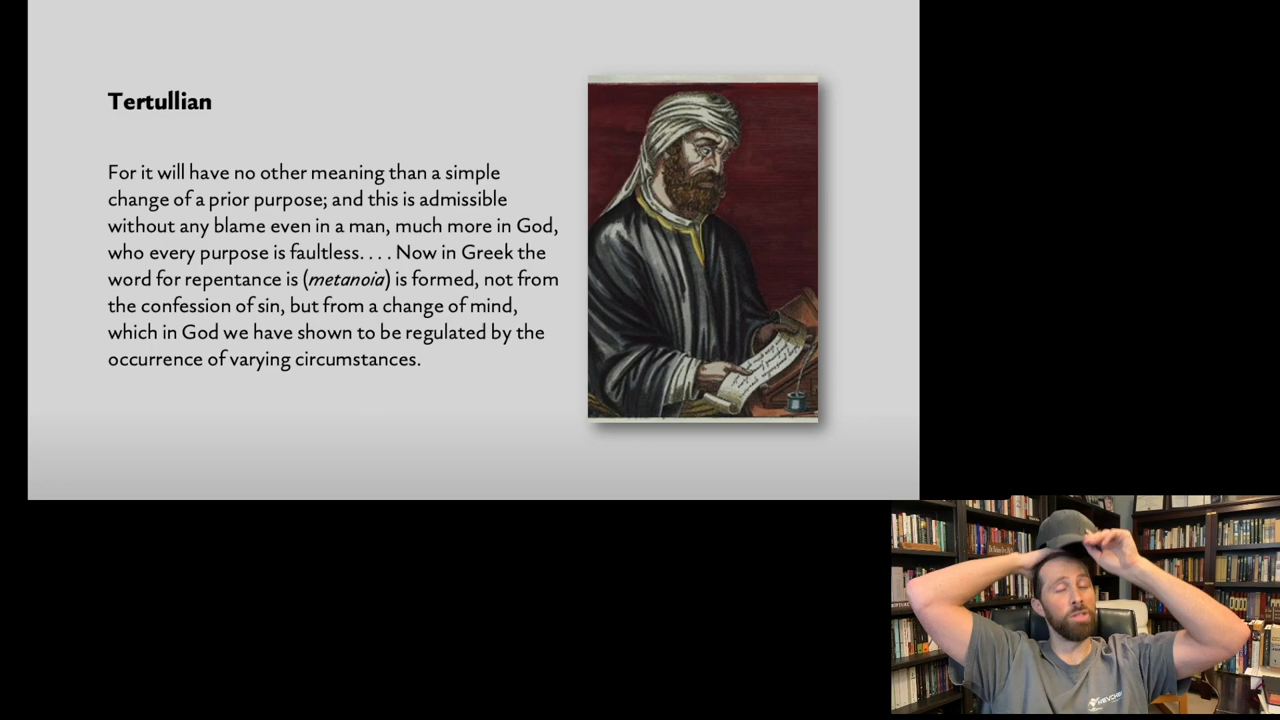 Tertullian
For it will have no other meaning than a simple
change of a prior purpose; and this is admissible
without any blame even in a man, much more in God,
who every purpose is faultless. . . . Now in Greek the
word for repentance is (metanoia) is formed, not from
the confession of sin, but from a change of mind,
which in God we have shown to be regulated by the
occurrence of varying circumstances.